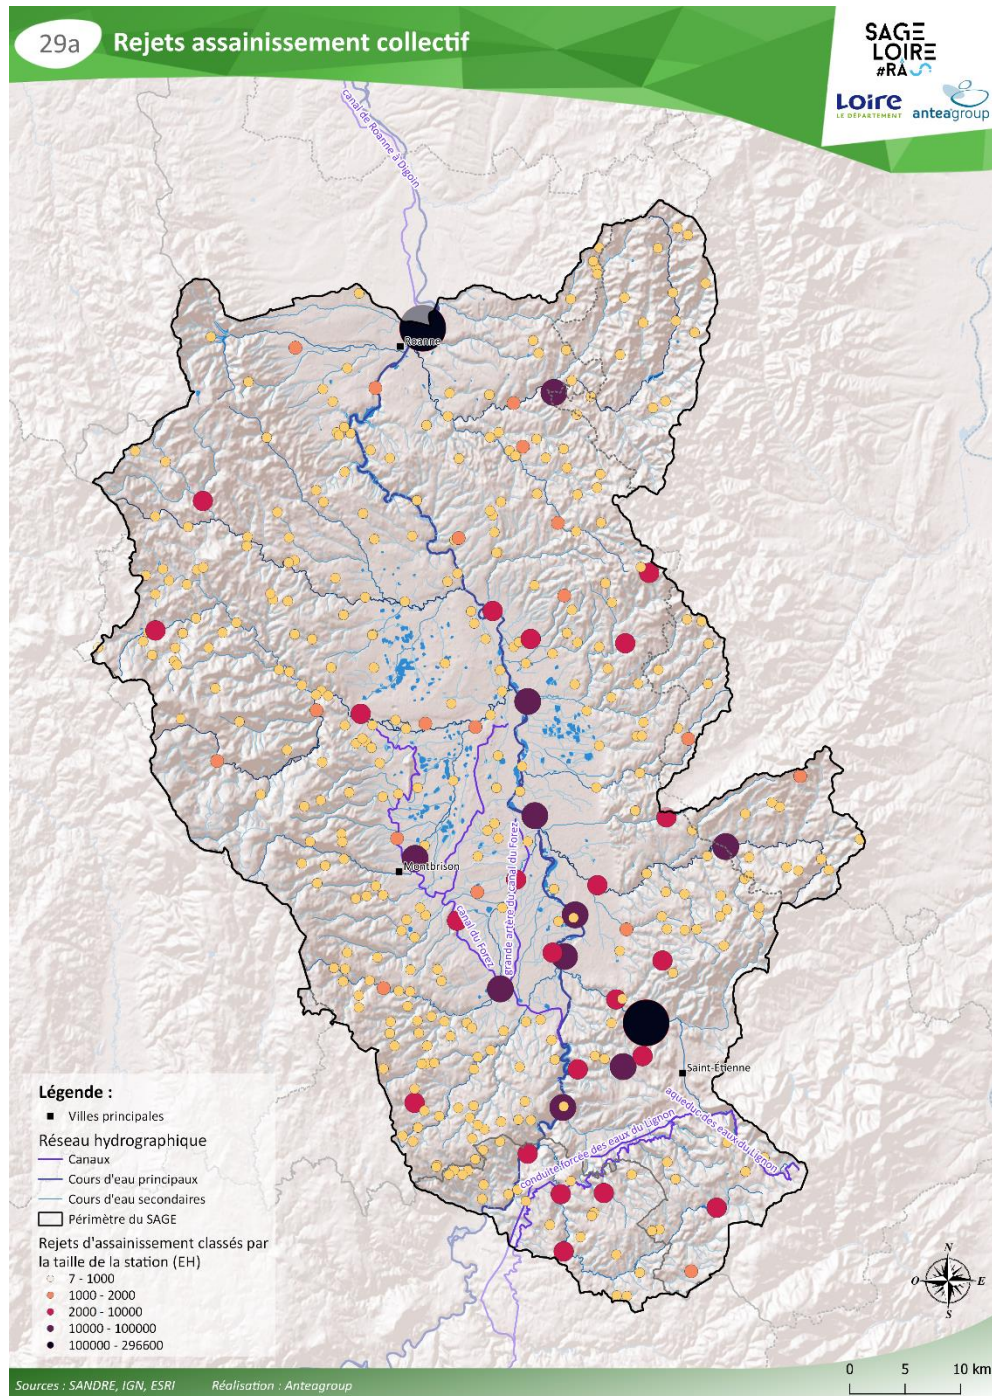 29a
Rejets assainissement collectif
SAGE
LOIRE
#RA
Loire
LE DÉPARTEMENT
anteagroup
canal de Roanne à Digoin
Roanne
Montbrison
canal du Forez
grande artère du canal du Forez
Saint-Étienne
aqueduc des eaux du Lignon
conduite forcée des eaux du Lignon
Légende :
Villes principales
Réseau hydrographique
Canaux
Cours d'eau principaux
Cours d'eau secondaires
Périmètre du SAGE
Rejets d'assainissement classés par
la taille de la station (EH)
7 - 1000
1000 - 2000
2000 - 10000
10000 - 100000
100000 - 296600
N
O
E
S
0 5 10 km
Sources : SANDRE, IGN, ESRI
Réalisation : Anteagroup